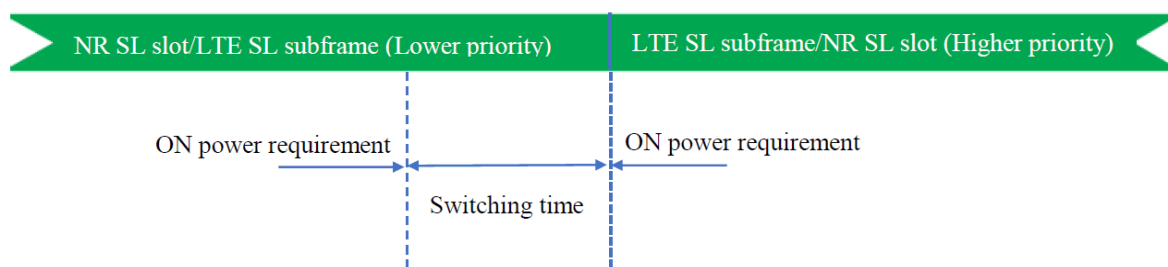 NR SL slot/LTE SL subframe (Lower priority)
LTE SL subframe/NR SL slot (Higher priority)
ON power requirement
ON power requirement
Switching time